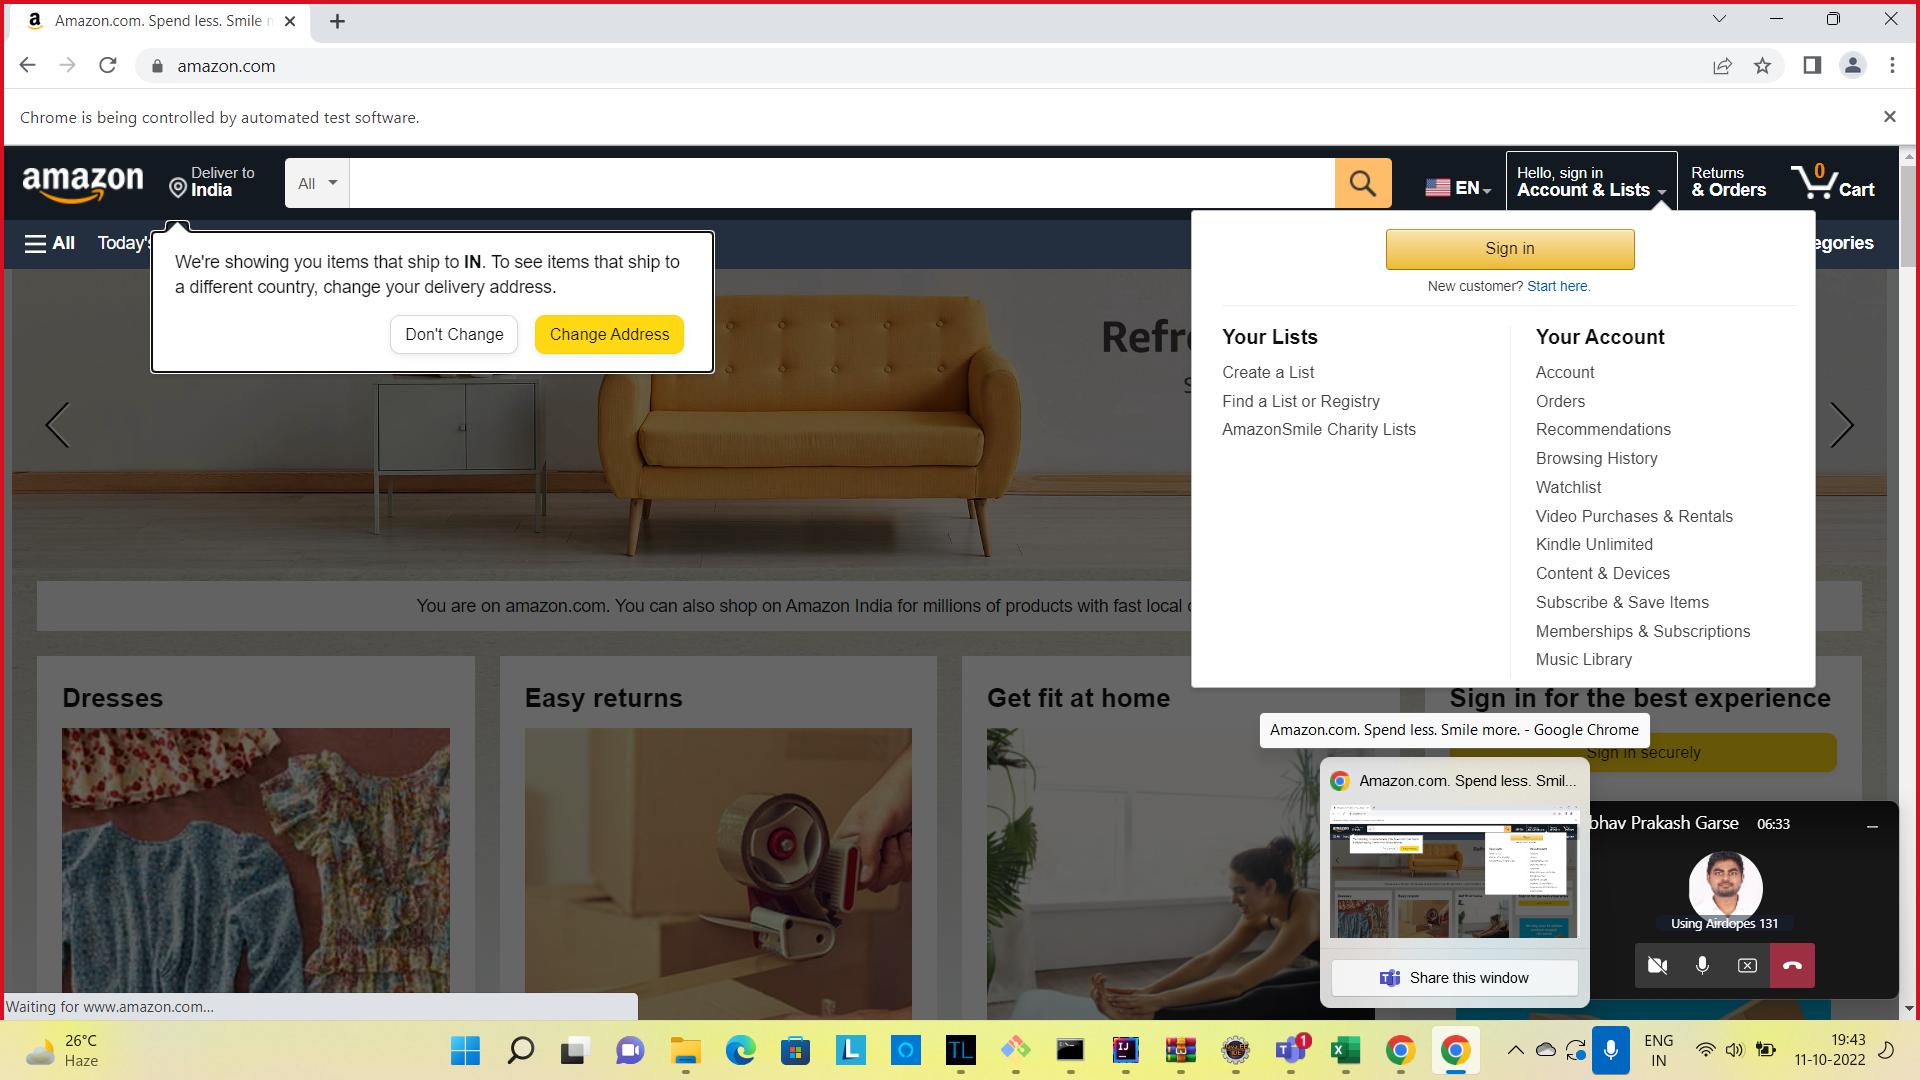 Amazon.com. Spend less. Smile
amazon.com
Chrome is being controlled by automated test software.
amazon
Deliver to
India
All
EN
Hello, sign in
Account & Lists
Returns
& Orders
0
Cart
All
Today's
egories
We're showing you items that ship to IN. To see items that ship to
a different country, change your delivery address.
Don't Change
Change Address
Sign in
New customer? Start here.
Your Lists
Create a List
Find a List or Registry
AmazonSmile Charity Lists
Your Account
Account
Orders
Recommendations
Browsing History
Watchlist
Video Purchases & Rentals
Kindle Unlimited
Content & Devices
Subscribe & Save Items
Memberships & Subscriptions
Music Library
Refr
S
You are on amazon.com. You can also shop on Amazon India for millions of products with fast local
Dresses
Easy returns
Get fit at home
Sign in for the best experience
Sign in securely
Amazon.com. Spend less. Smile more. - Google Chrome
Amazon.com. Spend less. Smil...
Share this window
bhav Prakash Garse
06:33
Using Airdopes 131
Waiting for www.amazon.com...
26°C
Haze
L
TL
IJ
1
ENG
IN
19:43
11-10-2022